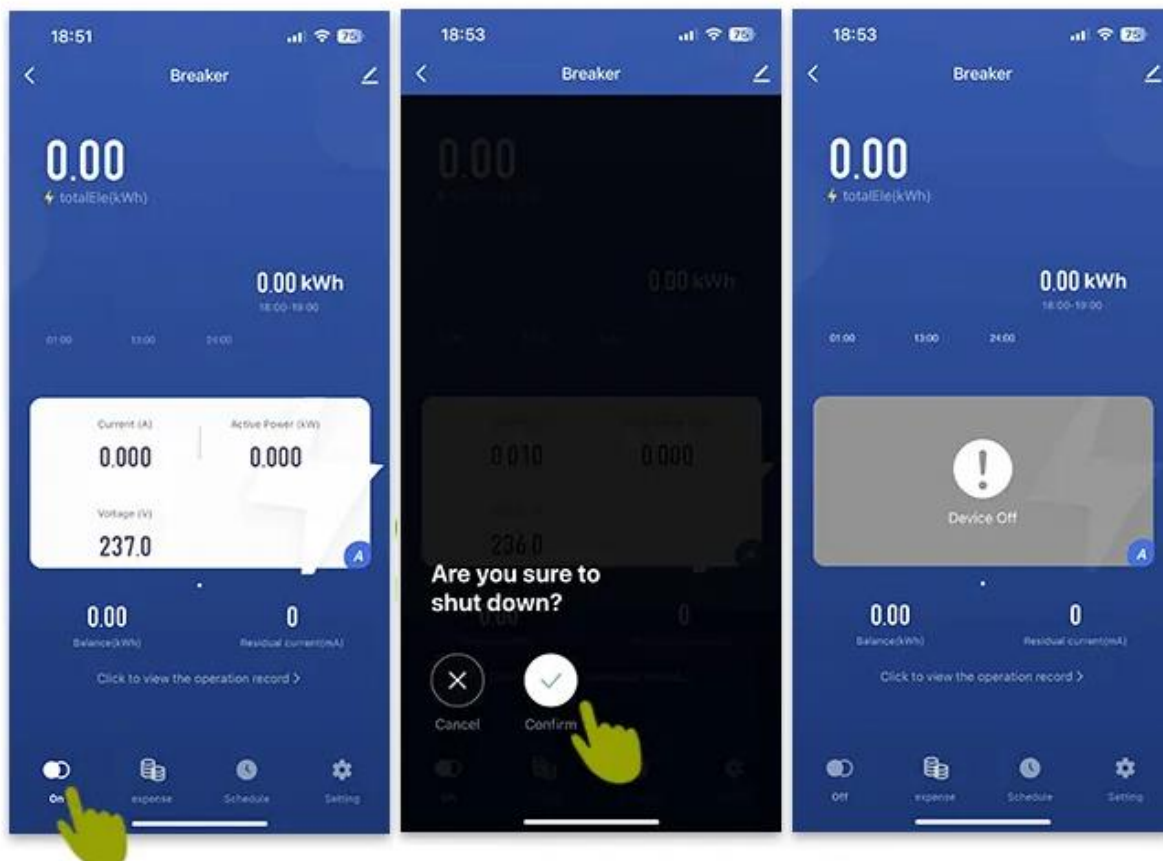 18:51
75
Breaker
0.00
totalEle(kWh)
0.00 kWh
18:00-19:00
01:00 13:00 24:00
Current (A) Active Power (kW)
0.000 0.000
Voltage (V)
237.0
A
0.00 0
Balance(kWh) Residual current(mA)
Click to view the operation record >
On expense Schedule Setting
18:53
75
Breaker
0.00
0.00 kWh
0.010 0.000
236.0
Are you sure to
shut down?
0.00 0
Cancel Confirm
18:53
75
Breaker
0.00
totalEle(kWh)
0.00 kWh
18:00-19:00
01:00 13:00 24:00
!
Device Off
A
0.00 0
Balance(kWh) Residual current(mA)
Click to view the operation record >
Off expense Schedule Setting